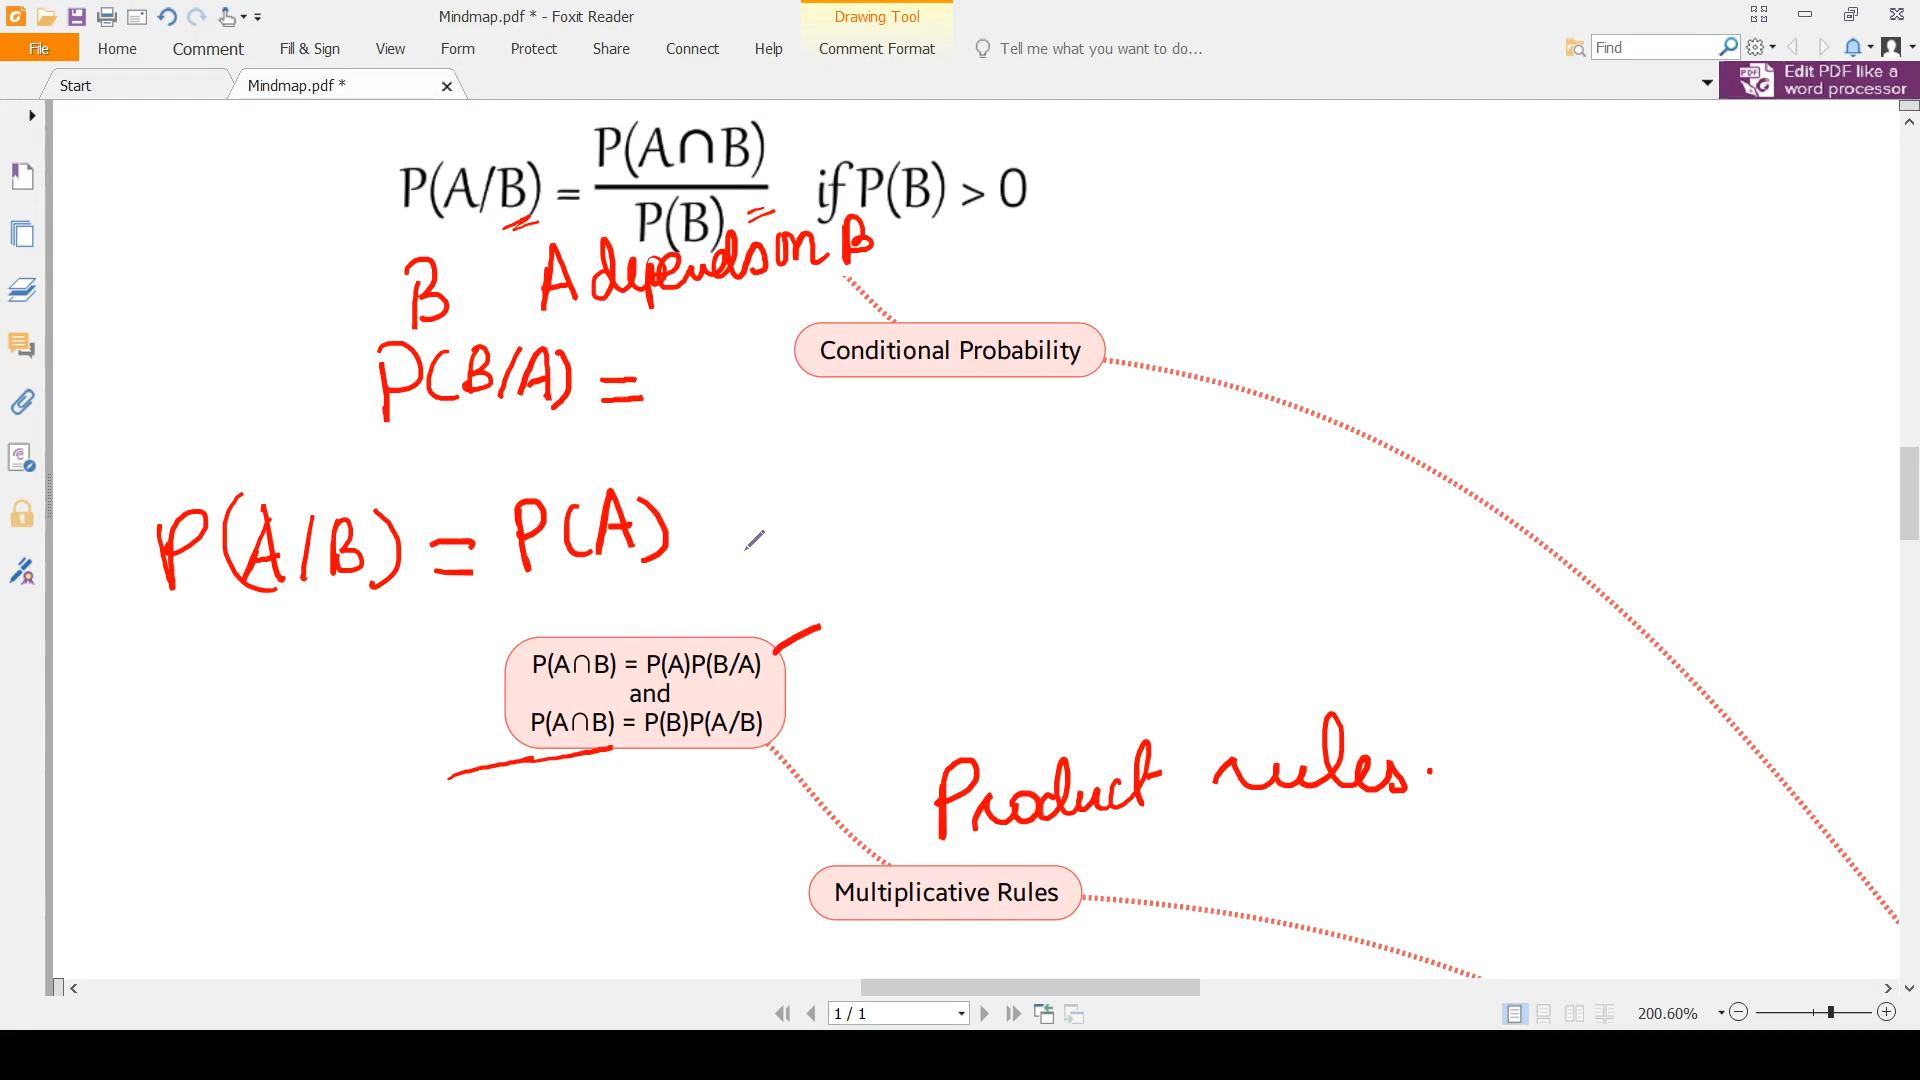 Mindmap.pdf * - Foxit Reader
Drawing Tool
File Home Comment Fill & Sign View Form Protect Share Connect Help Comment Format Tell me what you want to do... Find
Start Mindmap.pdf *
Edit PDF like a
word processor
P(A/B) = P(A∩B) / P(B) if P(B) > 0
B A depends on B
P(B/A) =
Conditional Probability
P(A/B) = P(A)
P(A∩B) = P(A)P(B/A)
and
P(A∩B) = P(B)P(A/B)
Product rules.
Multiplicative Rules
1 / 1
200.60%